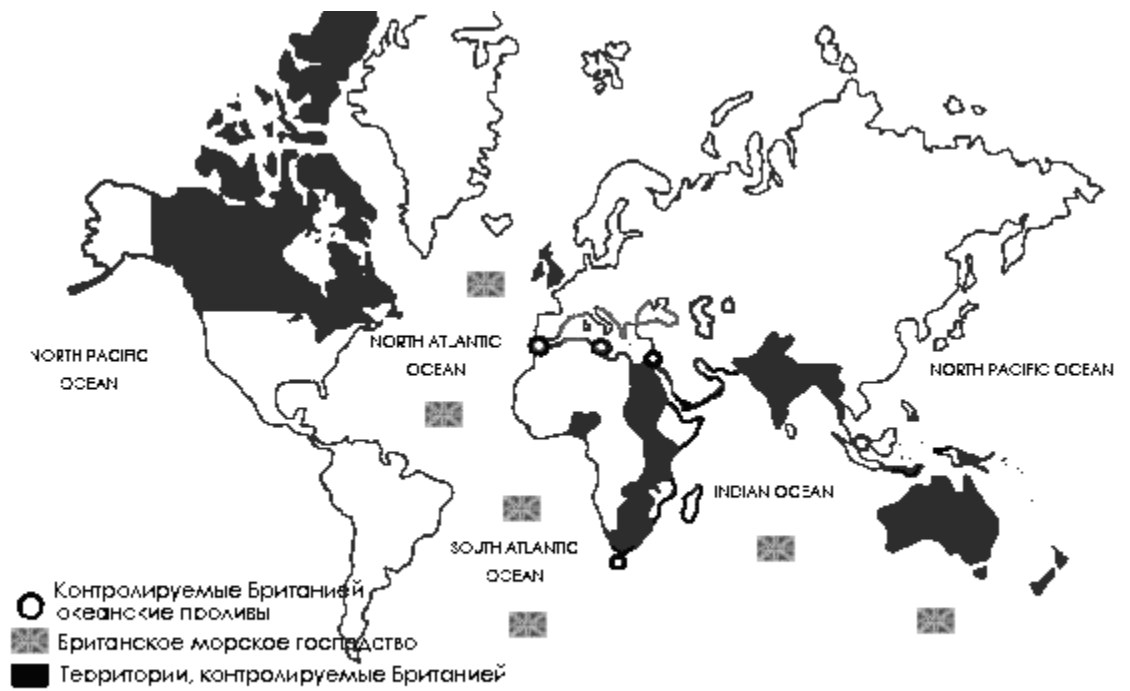 NORTH PACIFIC
OCEAN
NORTH ATLANTIC
OCEAN
NORTH PACIFIC OCEAN
INDIAN OCEAN
SOUTH ATLANTIC
OCEAN
Контролируемые Британией
океанские проливы
Британское морское господство
Территории, контролируемые Британией